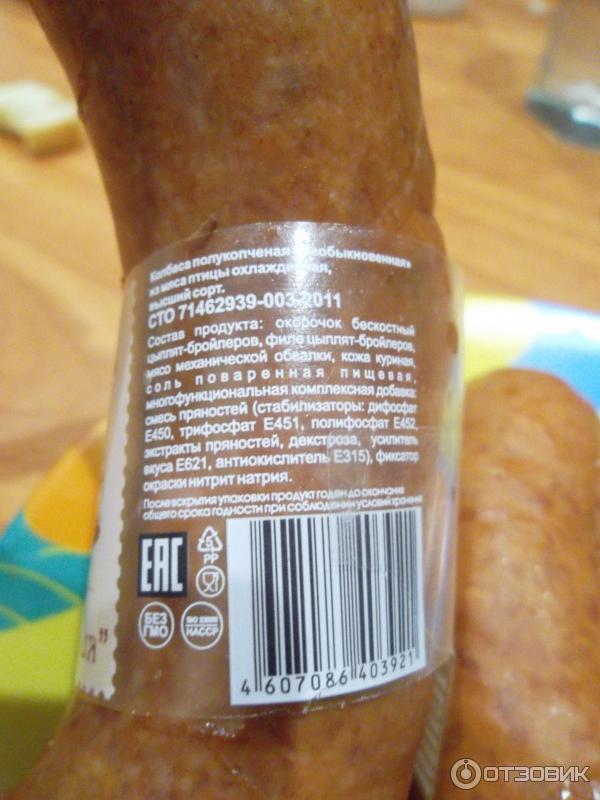 Колбаса полукопченая «Необыкновенная»
из мяса птицы охлажденная,
высший сорт.
СТО 71462939-003-2011
Состав продукта: окорочок бескостный
цыплят-бройлеров, филе цыплят-бройлеров,
мясо механической обвалки, кожа куриная,
соль поваренная пищевая,
многофункциональная комплексная добавка:
смесь пряностей (стабилизаторы: дифосфат
Е450, трифосфат Е451, полифосфат Е452,
экстракты пряностей, декстроза, усилитель
вкуса Е621, антиокислитель Е315), фиксатор
окраски нитрит натрия.
После вскрытия упаковки продукт годен до окончания
общего срока годности при соблюдении условий хранения.
EAC
5
PP
БЕЗ
ГМО
ISO 22000
HACCP
4 607086 403921
ая”
ОТЗОВИК